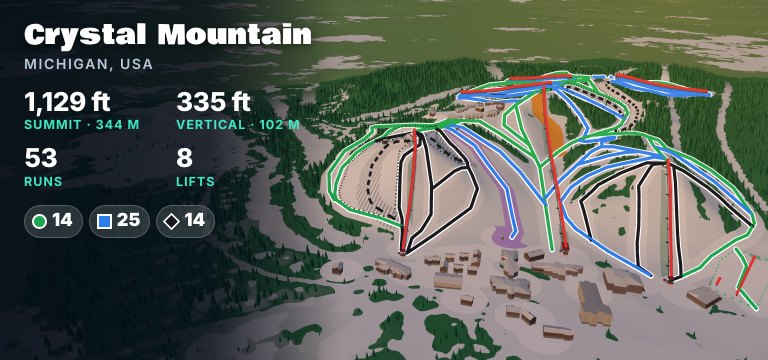 Crystal Mountain
MICHIGAN, USA
1,129 ft
SUMMIT · 344 M
335 ft
VERTICAL · 102 M
53
RUNS
8
LIFTS
14
25
14